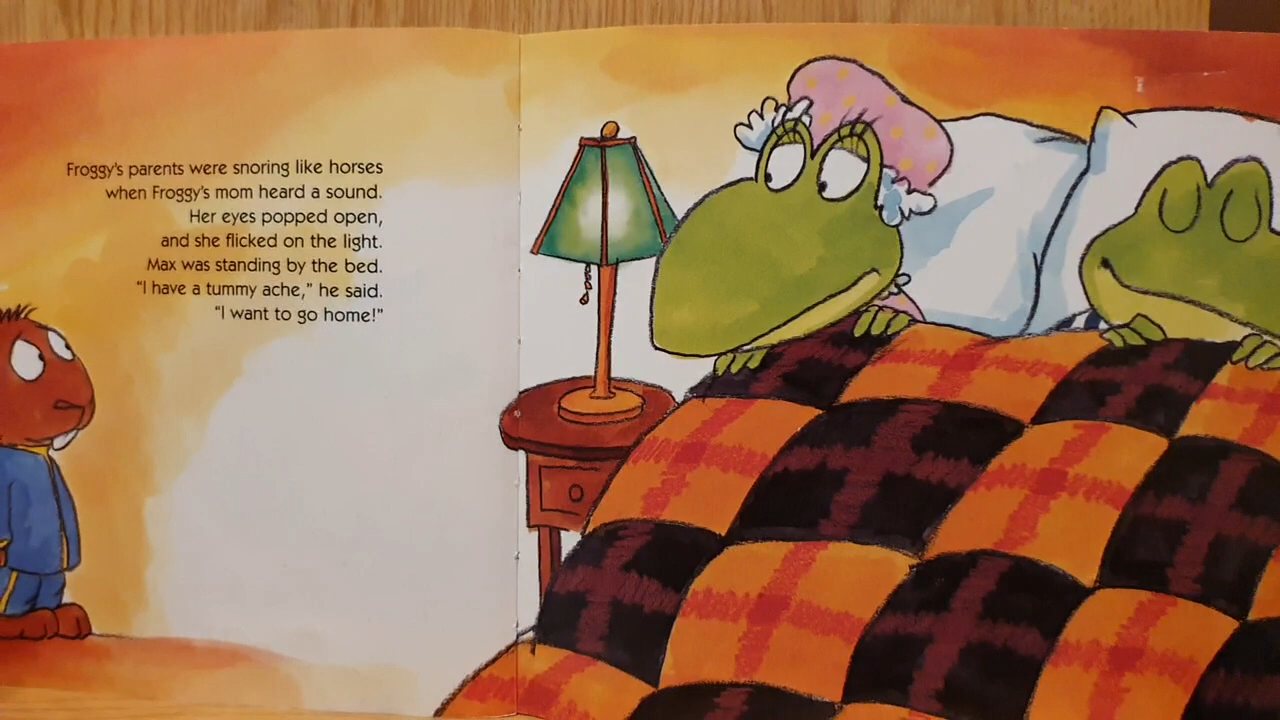 Froggy's parents were snoring like horses
when Froggy's mom heard a sound.
Her eyes popped open,
and she flicked on the light.
Max was standing by the bed.
“I have a tummy ache,” he said.
“I want to go home!”